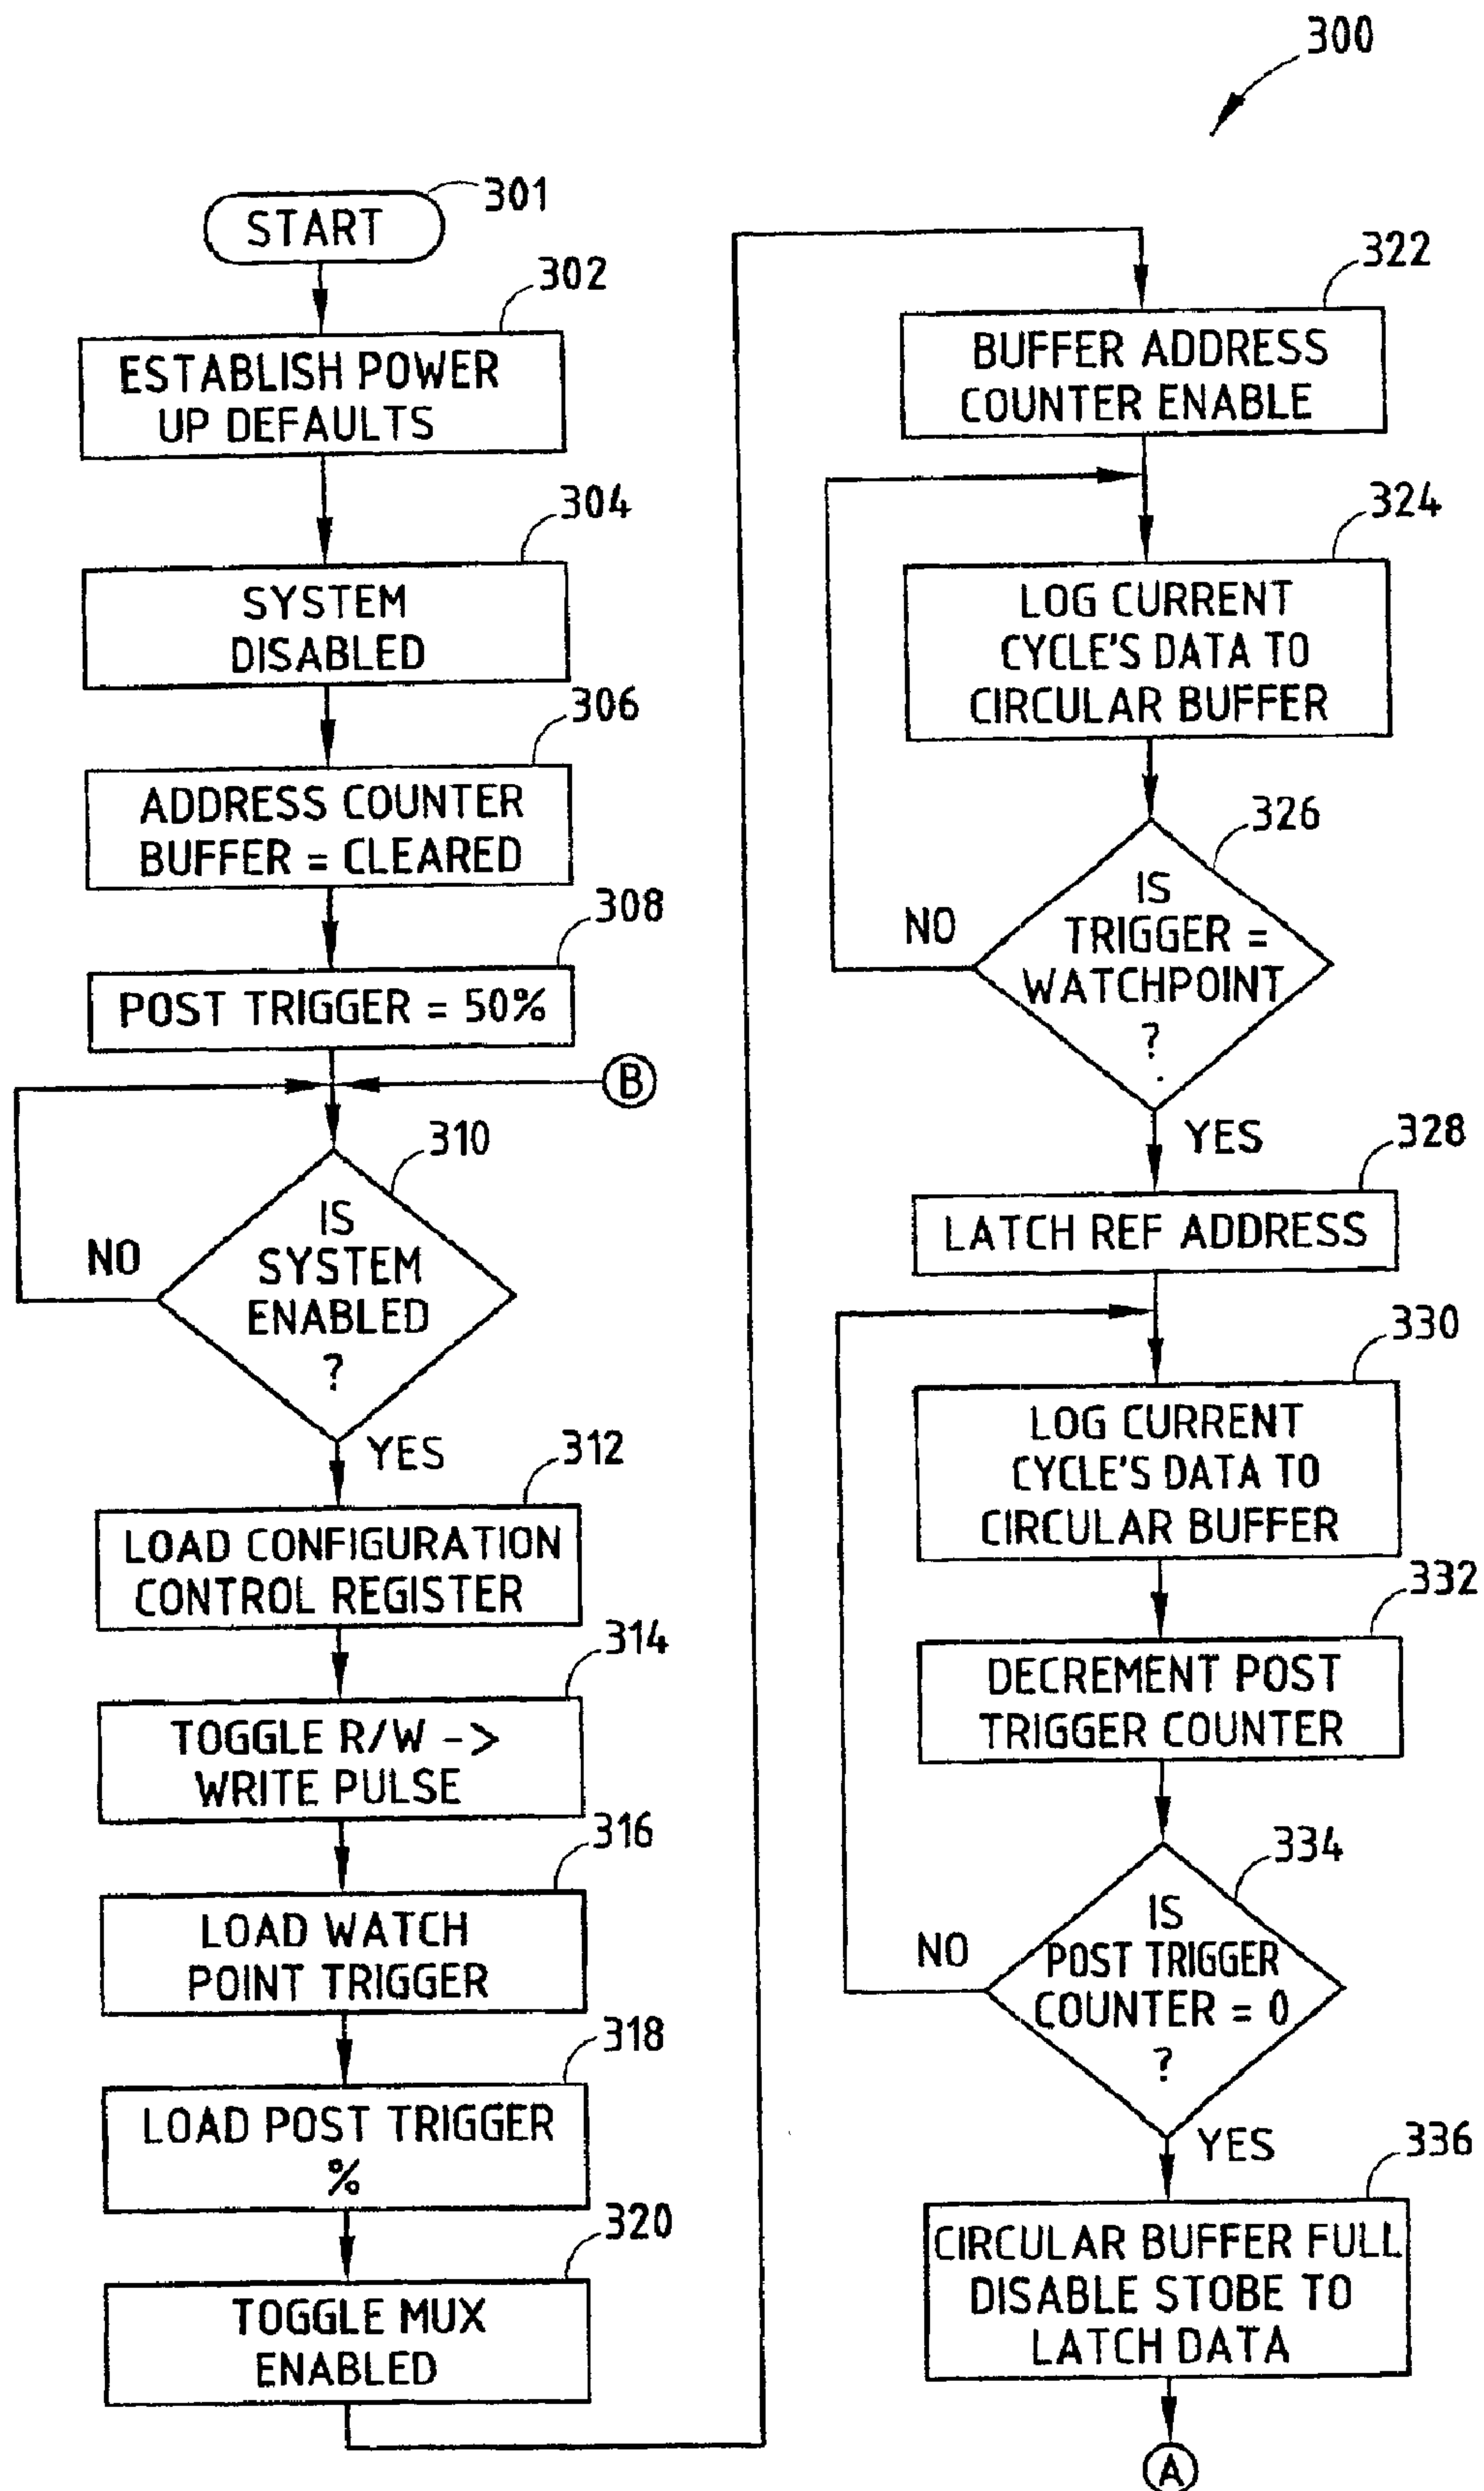 300
301
START
302
ESTABLISH POWER
UP DEFAULTS
304
SYSTEM
DISABLED
306
ADDRESS COUNTER
BUFFER = CLEARED
308
POST TRIGGER = 50%
B
310
IS
SYSTEM
ENABLED
?
NO
YES
312
LOAD CONFIGURATION
CONTROL REGISTER
314
TOGGLE R/W ->
WRITE PULSE
316
LOAD WATCH
POINT TRIGGER
318
LOAD POST TRIGGER
%
320
TOGGLE MUX
ENABLED
322
BUFFER ADDRESS
COUNTER ENABLE
324
LOG CURRENT
CYCLE'S DATA TO
CIRCULAR BUFFER
326
IS
TRIGGER =
WATCHPOINT
?
NO
YES
328
LATCH REF ADDRESS
330
LOG CURRENT
CYCLE'S DATA TO
CIRCULAR BUFFER
332
DECREMENT POST
TRIGGER COUNTER
334
IS
POST TRIGGER
COUNTER = 0
?
NO
YES
336
CIRCULAR BUFFER FULL
DISABLE STOBE TO
LATCH DATA
A